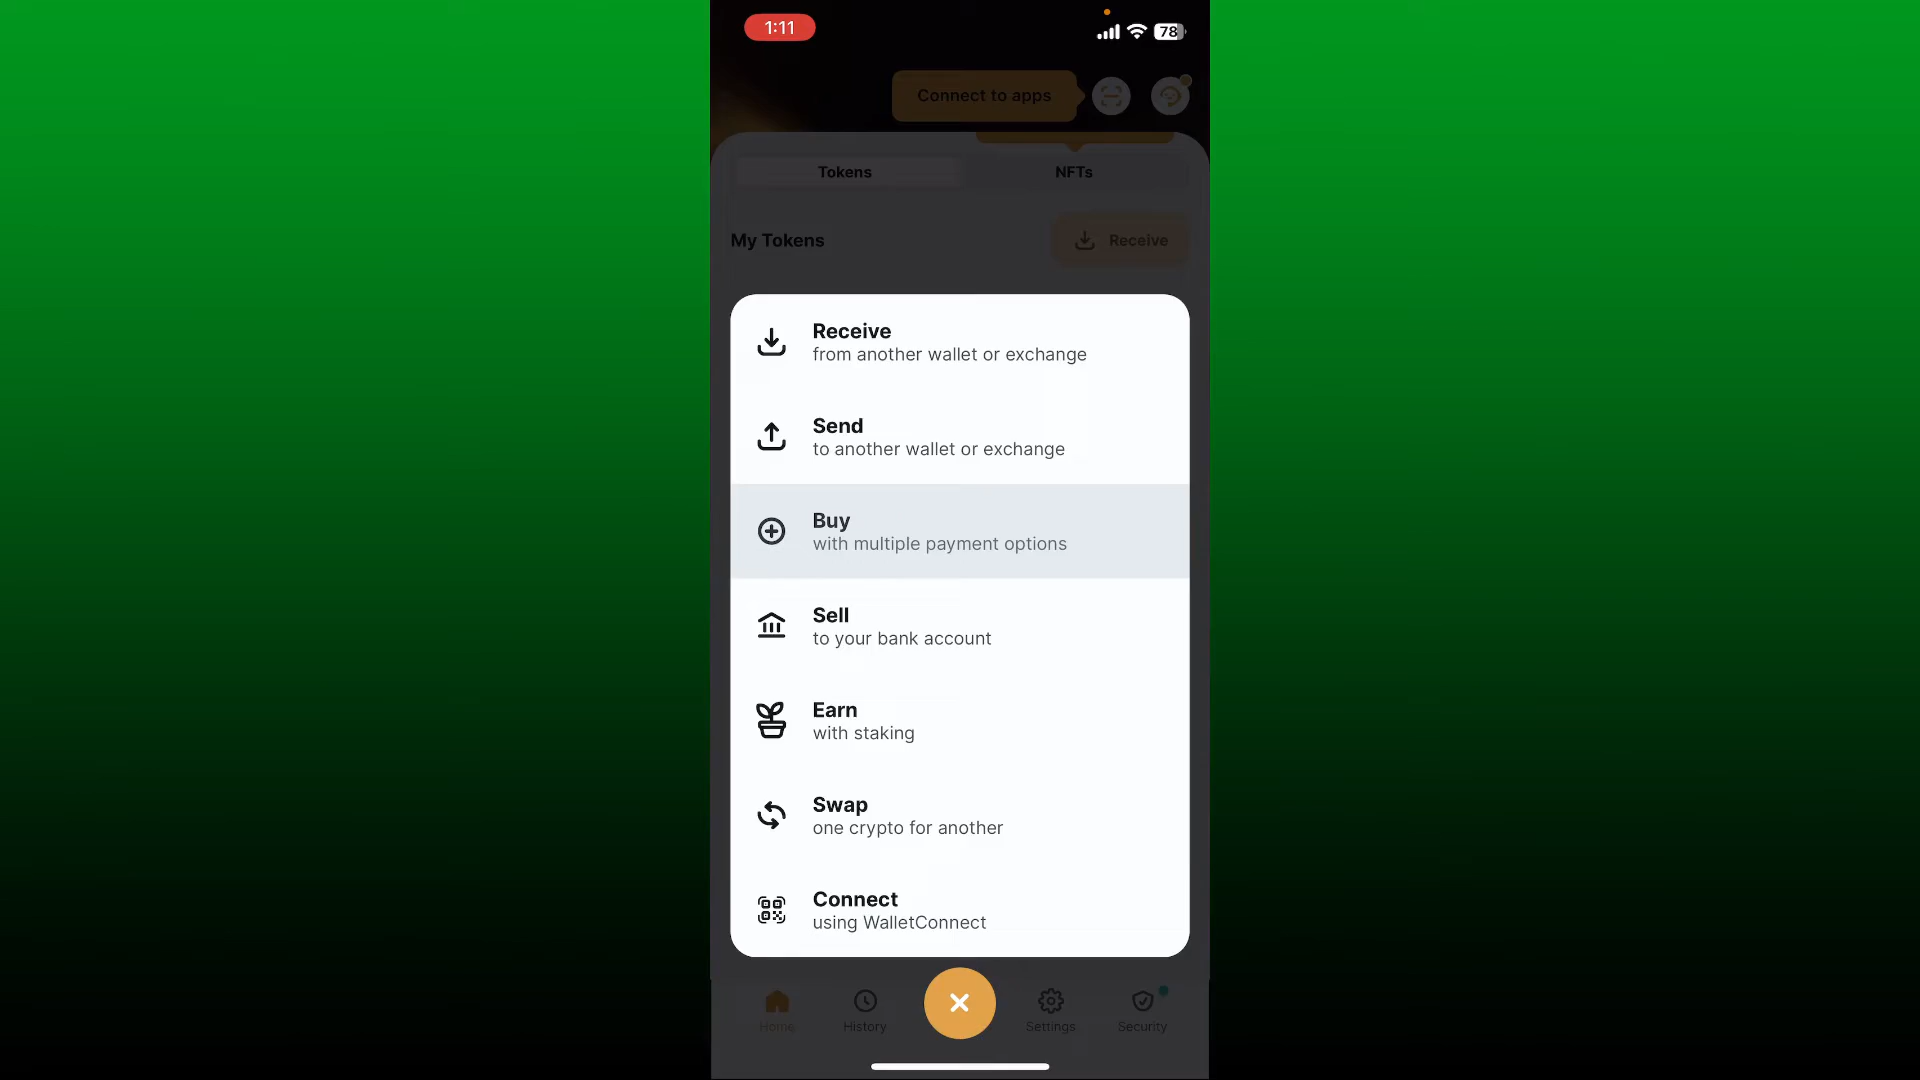 1:11
78
Connect to apps
Tokens
NFTs
My Tokens
Receive
Receive
from another wallet or exchange
Send
to another wallet or exchange
Buy
with multiple payment options
Sell
to your bank account
Earn
with staking
Swap
one crypto for another
Connect
using WalletConnect
Home
History
Settings
Security